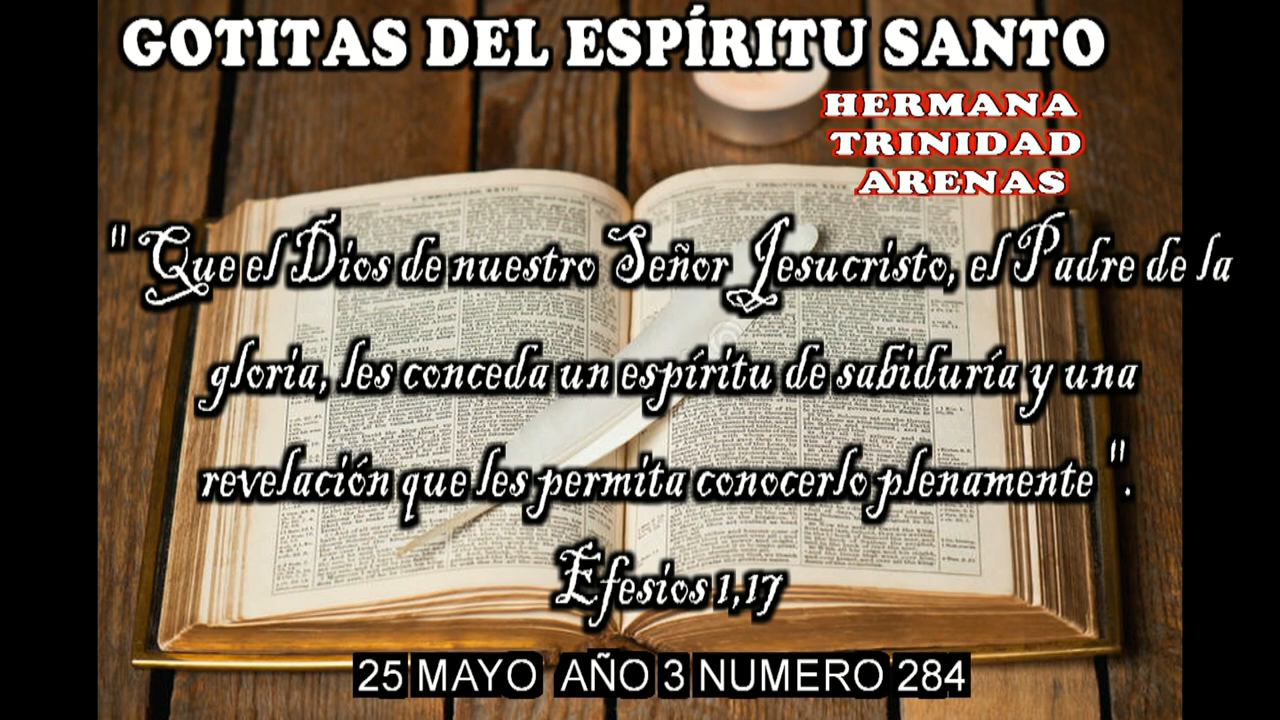 GOTITAS DEL ESPÍRITU SANTO
HERMANA
TRINIDAD
ARENAS
" Que el Dios de nuestro Señor Jesucristo, el Padre de la
gloria, les conceda un espíritu de sabiduría y una
revelación que les permita conocerlo plenamente ".
Efesios 1,17
25 MAYO AÑO 3 NUMERO 284